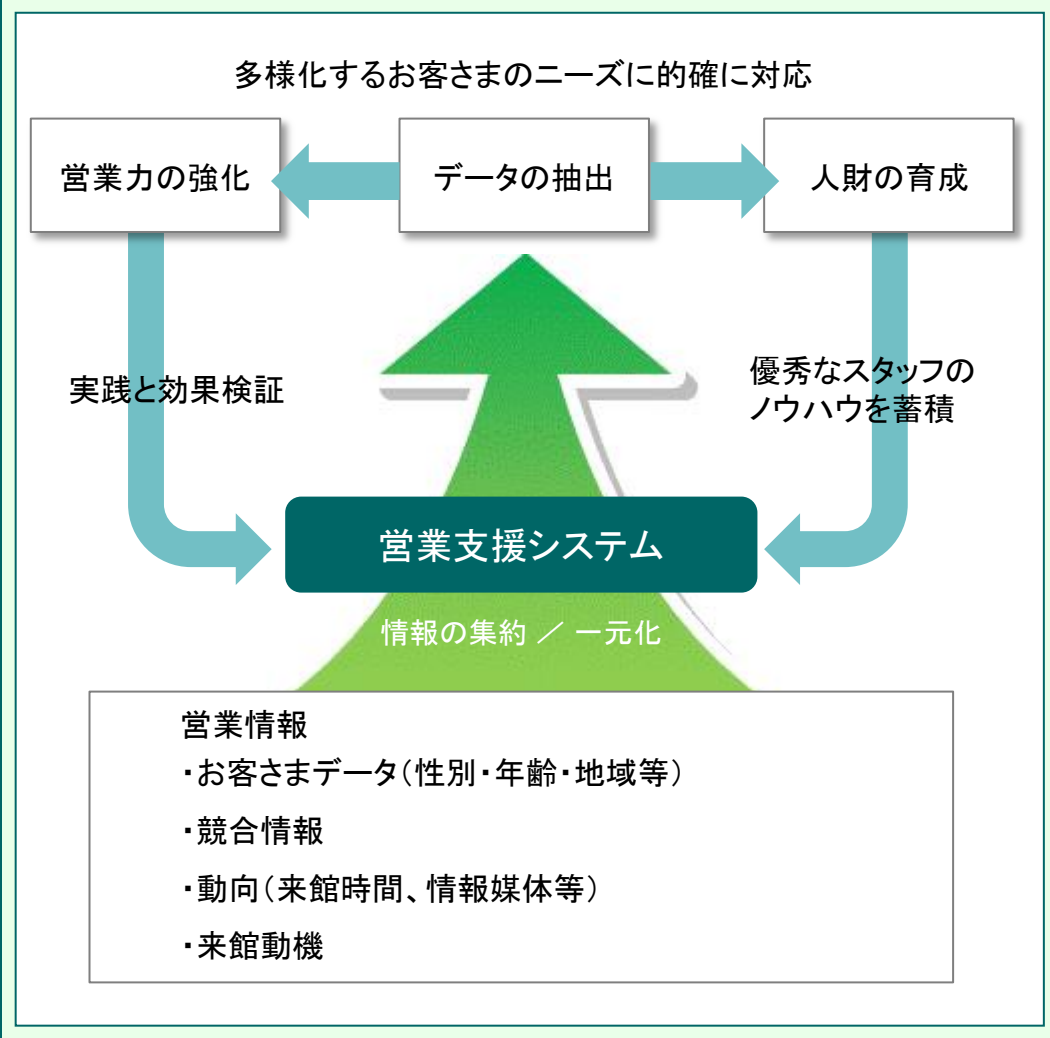 多様化するお客さまのニーズに的確に対応
営業力の強化
データの抽出
人財の育成
実践と効果検証
優秀なスタッフの
ノウハウを蓄積
営業支援システム
情報の集約 ／ 一元化
営業情報
・お客さまデータ（性別・年齢・地域等）
・競合情報
・動向（来館時間、情報媒体等）
・来館動機